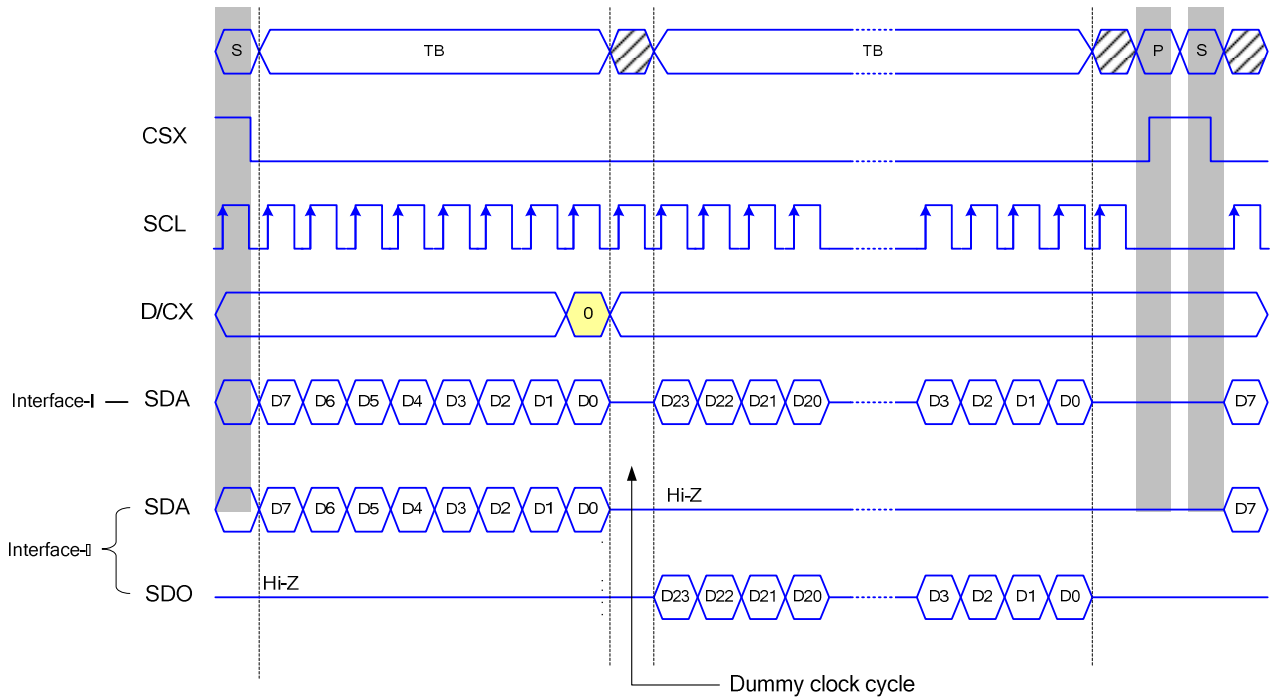 S TB TB P S
CSX
SCL
D/CX 0
Interface-I SDA D7 D6 D5 D4 D3 D2 D1 D0 D23 D22 D21 D20 D3 D2 D1 D0 D7
Hi-Z
SDA D7 D6 D5 D4 D3 D2 D1 D0 D7
Interface-▯
Hi-Z
SDO D23 D22 D21 D20 D3 D2 D1 D0
Dummy clock cycle